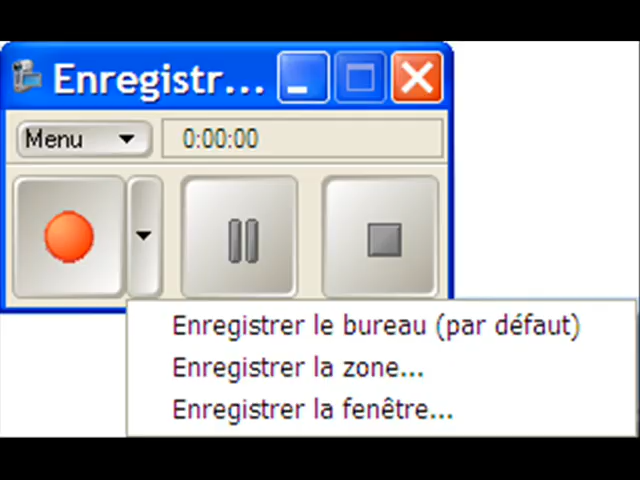 Enregistr...
Menu
0:00:00
Enregistrer le bureau (par défaut)
Enregistrer la zone...
Enregistrer la fenêtre...